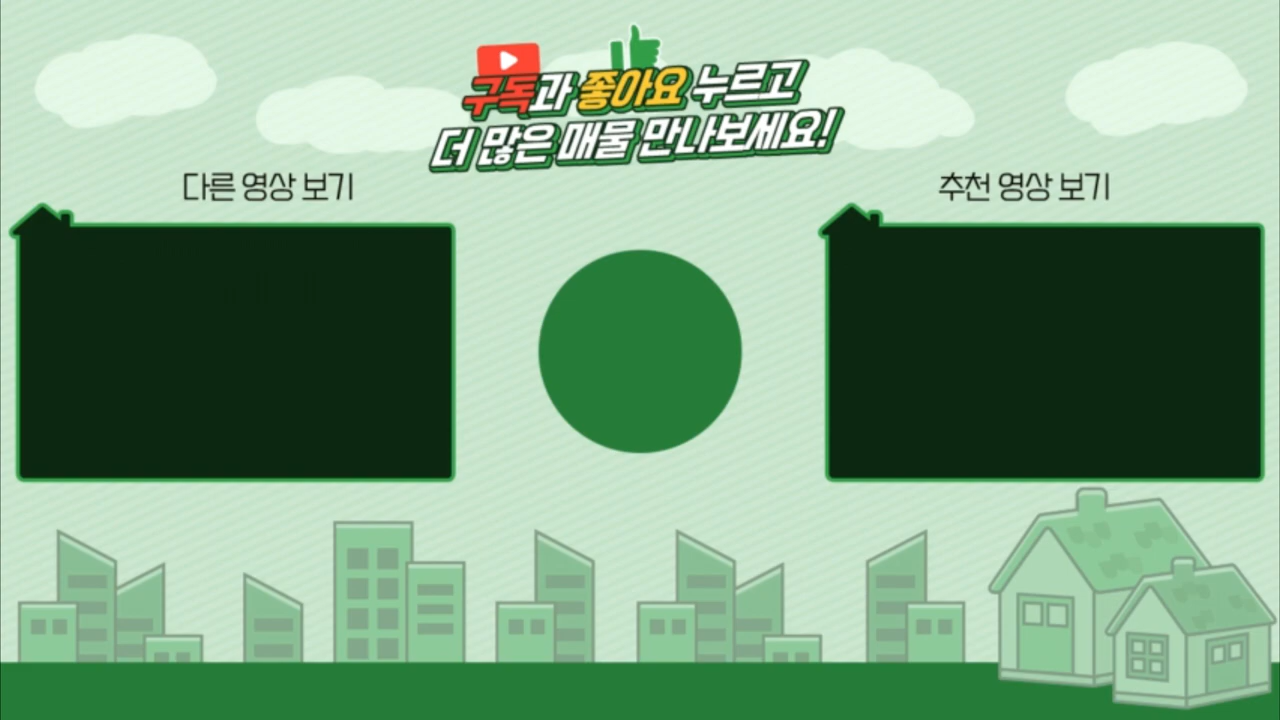 구독과 좋아요 누르고
더 많은 매물 만나보세요!
다른 영상 보기
추천 영상 보기